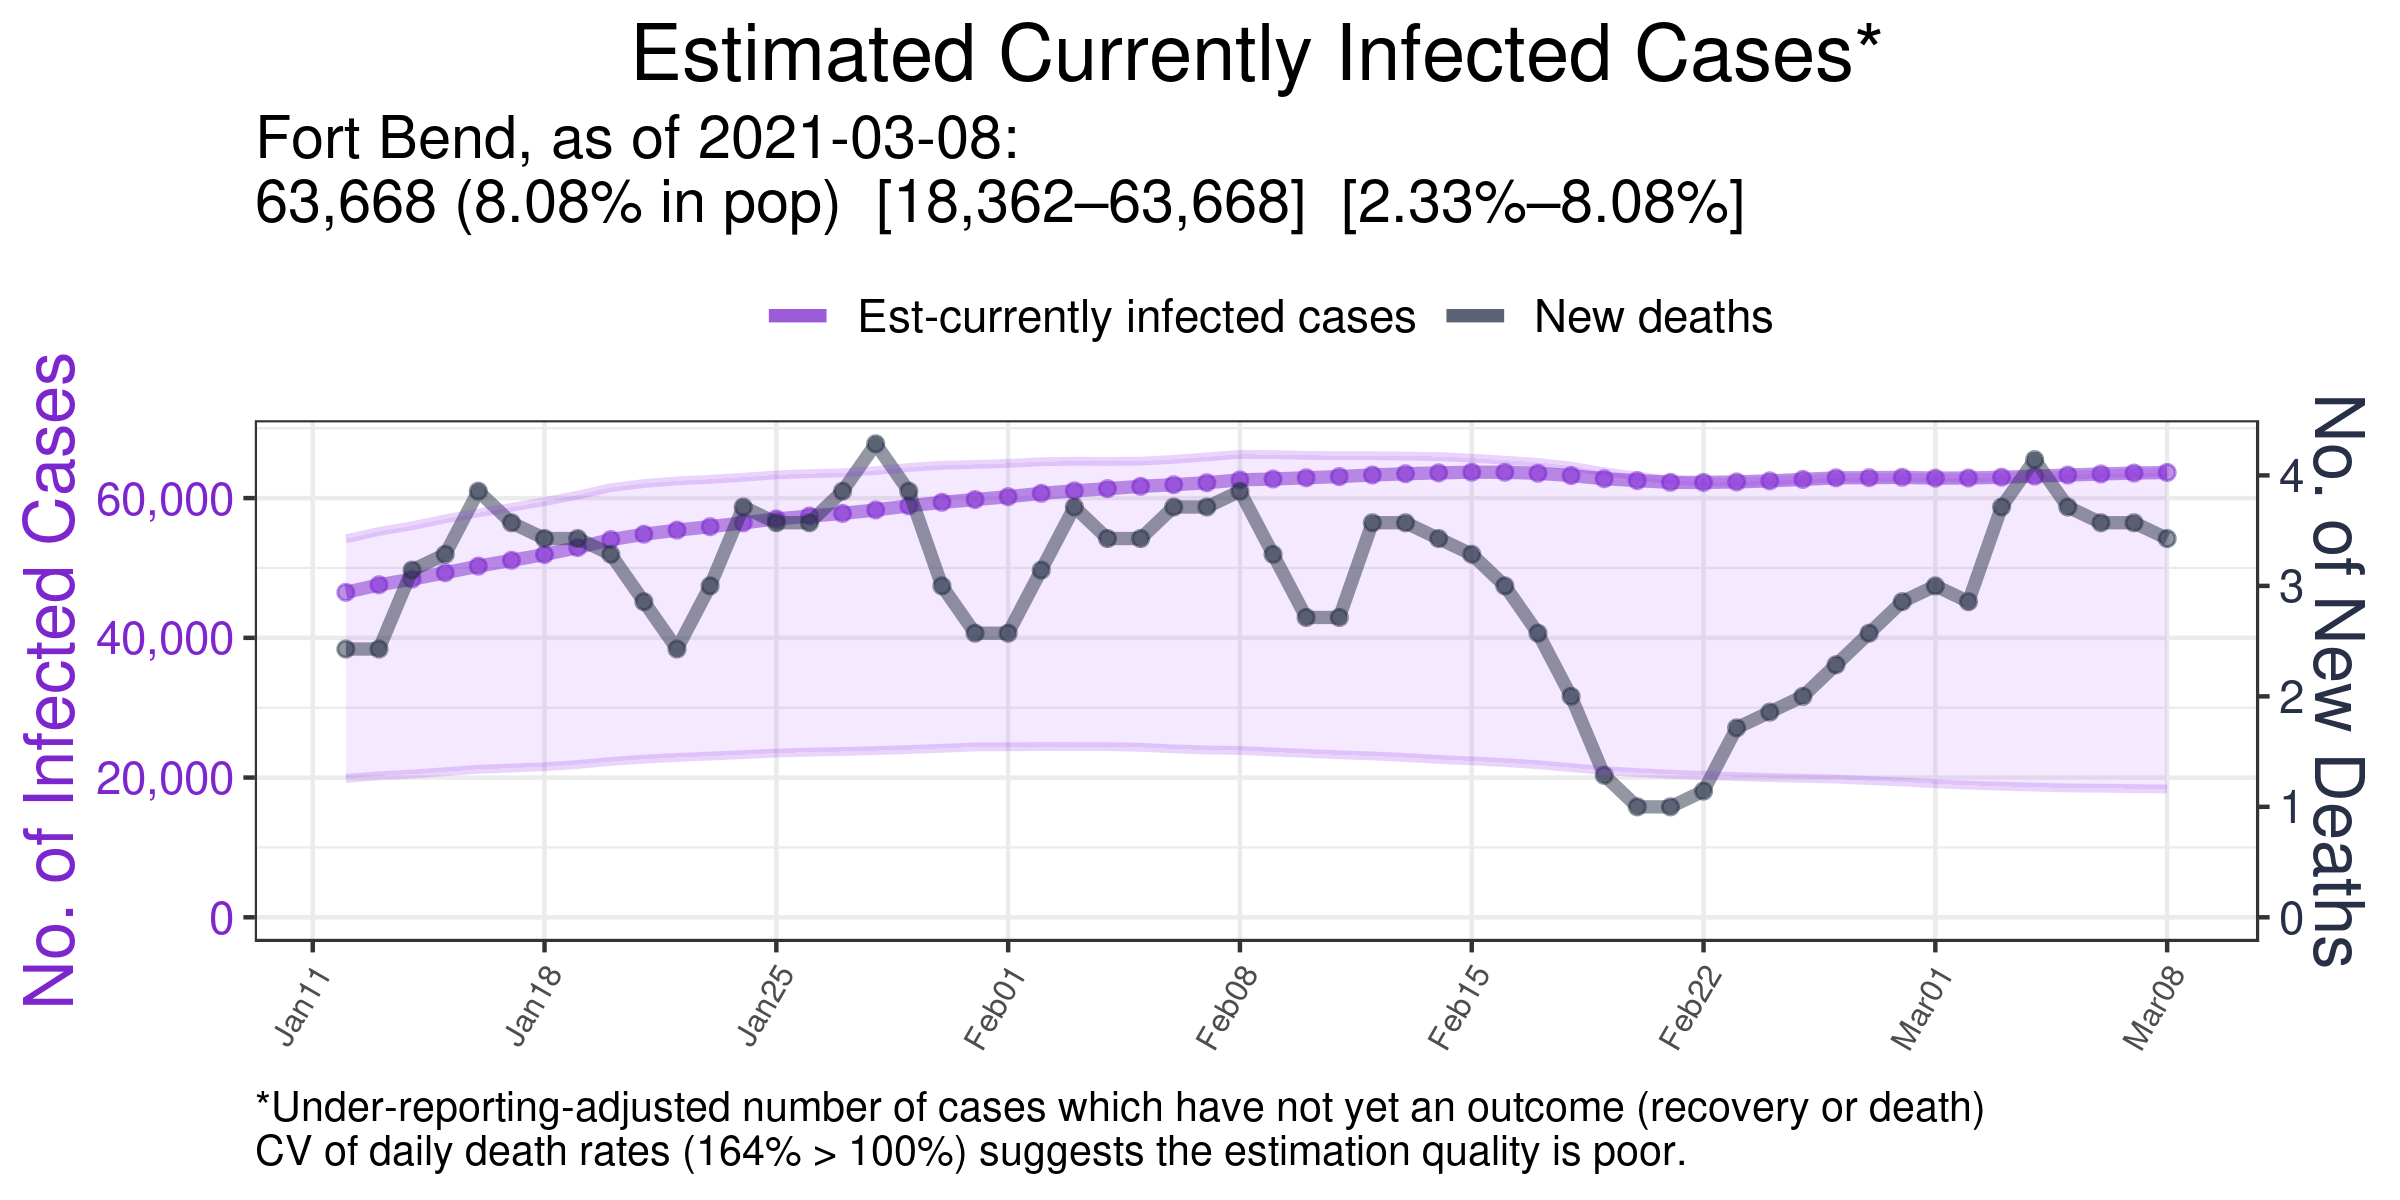 Estimated Currently Infected Cases*
Fort Bend, as of 2021-03-08:
63,668 (8.08% in pop) [18,362–63,668] [2.33%–8.08%]
Est-currently infected cases New deaths
No. of Infected Cases
60,000
40,000
20,000
0
No. of New Deaths
4
3
2
1
0
Jan11 Jan18 Jan25 Feb01 Feb08 Feb15 Feb22 Mar01 Mar08
*Under-reporting-adjusted number of cases which have not yet an outcome (recovery or death)
CV of daily death rates (164% > 100%) suggests the estimation quality is poor.